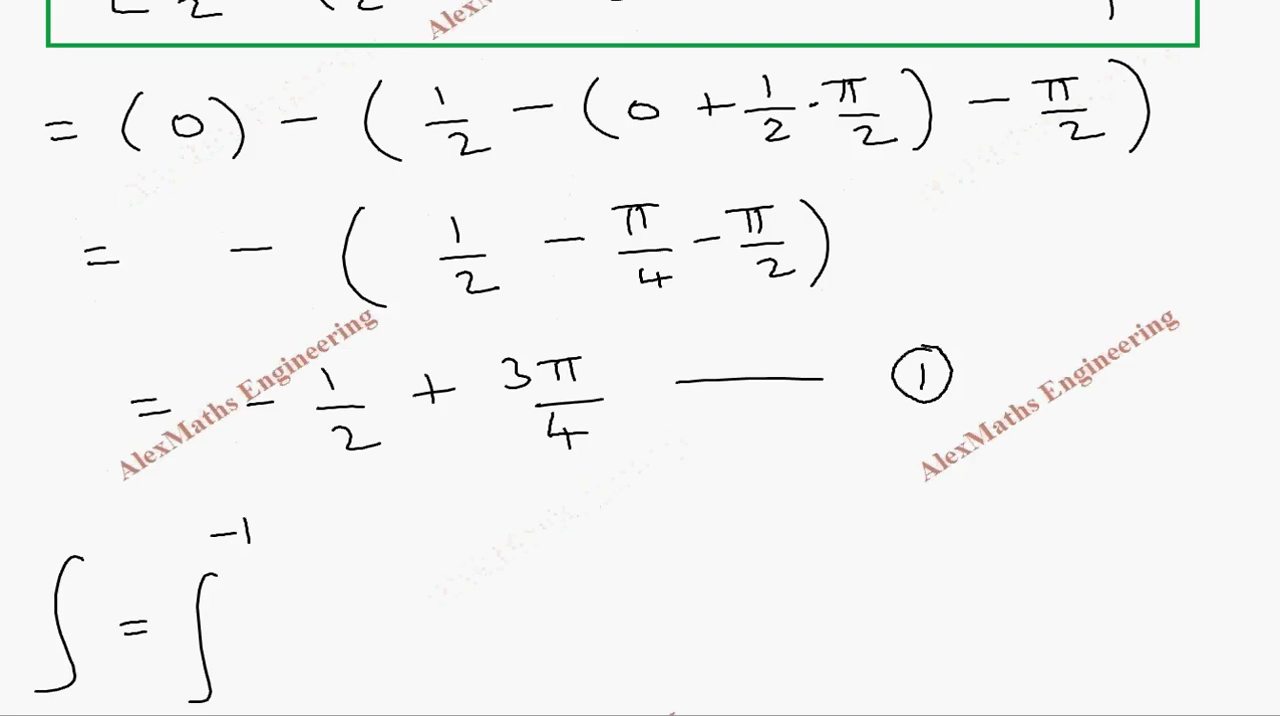 = (0) - (1/2 - (0 + 1/2 · π/2) - π/2)
= - (1/2 - π/4 - π/2)
= - 1/2 + 3π/4 —— ①
AlexMaths Engineering
AlexMaths Engineering
∫ = ∫^-1